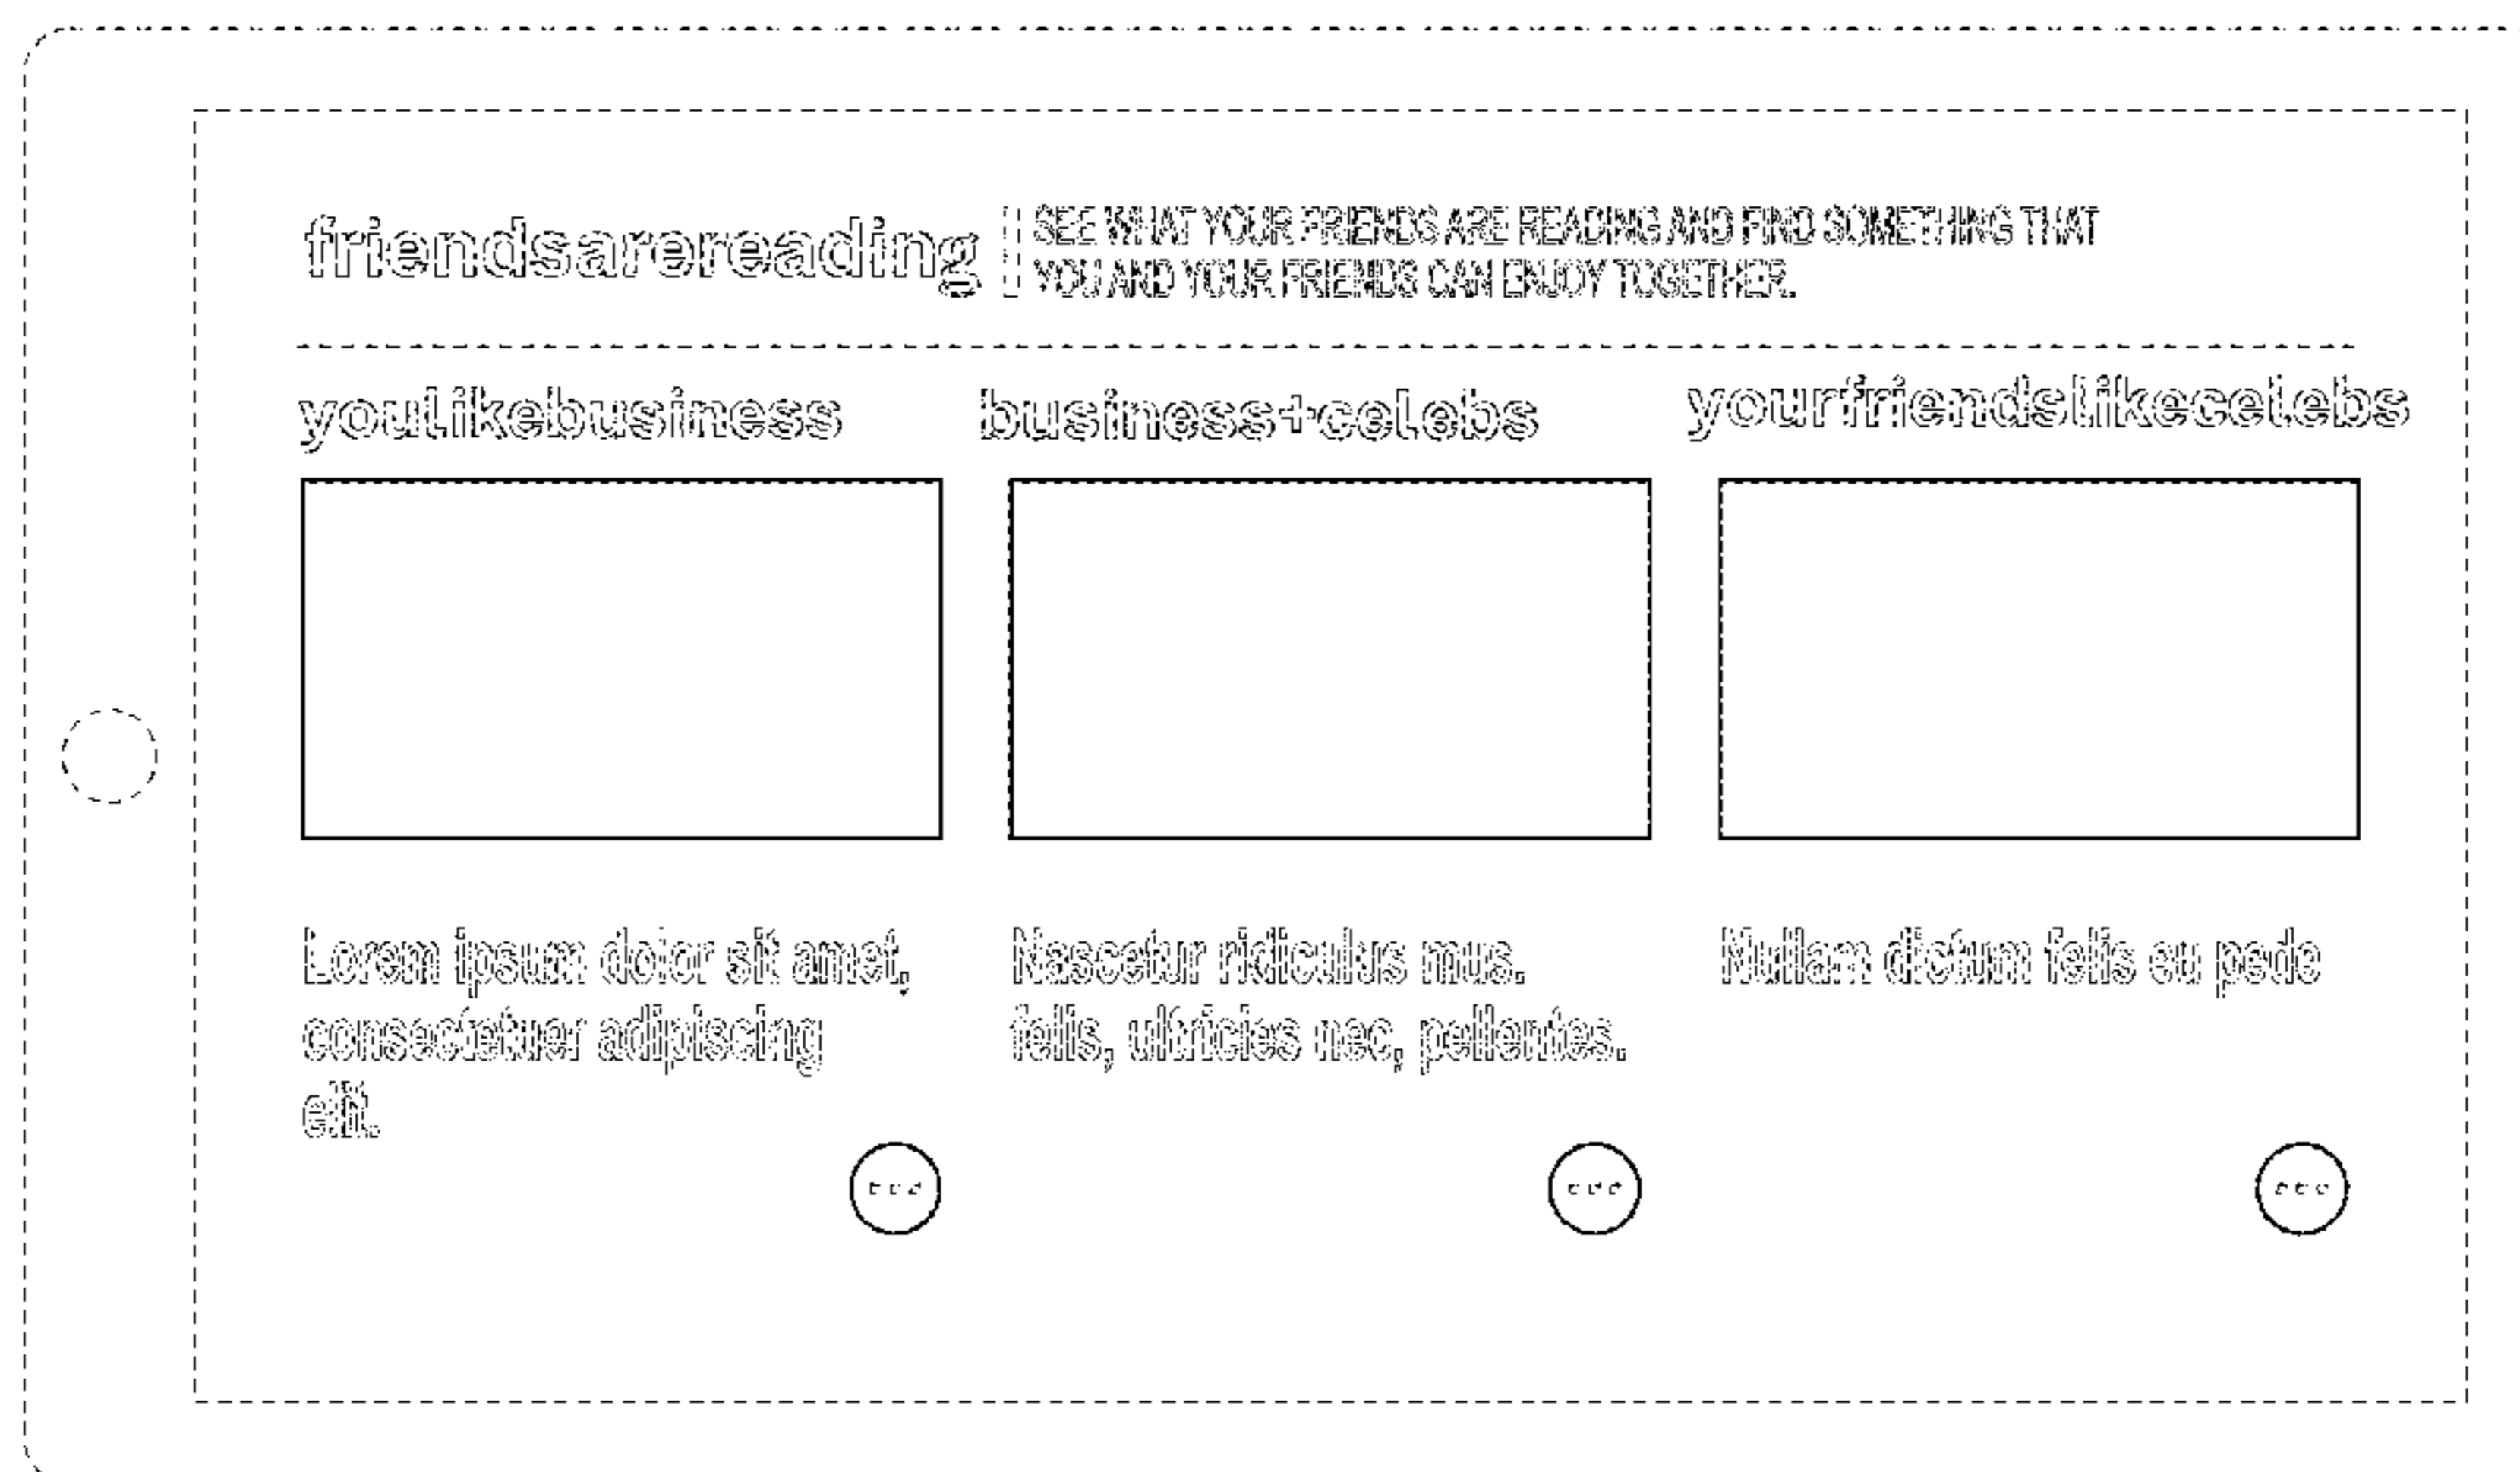 friendsarereading
SEE WHAT YOUR FRIENDS ARE READING AND FIND SOMETHING THAT
YOU AND YOUR FRIENDS CAN ENJOY TOGETHER.
youlikebusiness
business+celebs
yourfriendslikecelebs
Lorem ipsum dolor sit amet,
consectetuer adipiscing
elit.
Nascetur ridiculus mus.
felis, ultricies nec, pellentes.
Nullam dictum felis eu pede